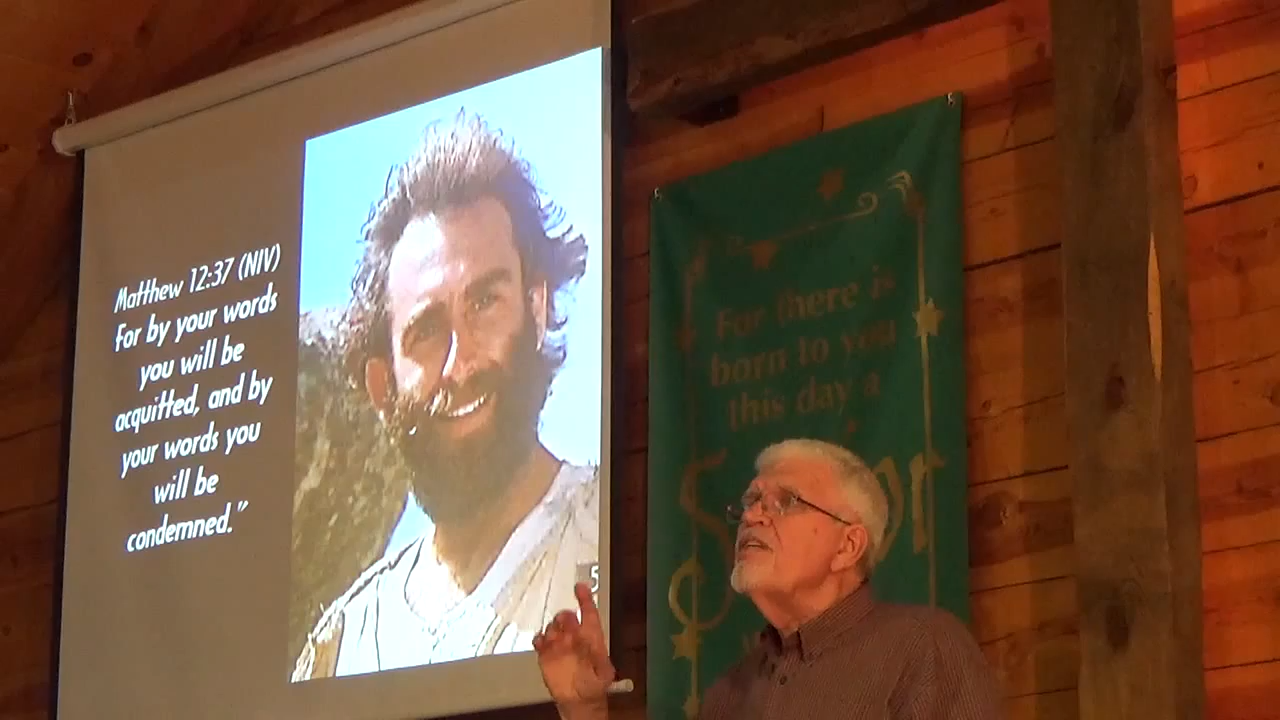 Matthew 12:37 (NIV)
For by your words
you will be
acquitted, and by
your words you
will be
condemned."
5
For there is
born to you
this day a